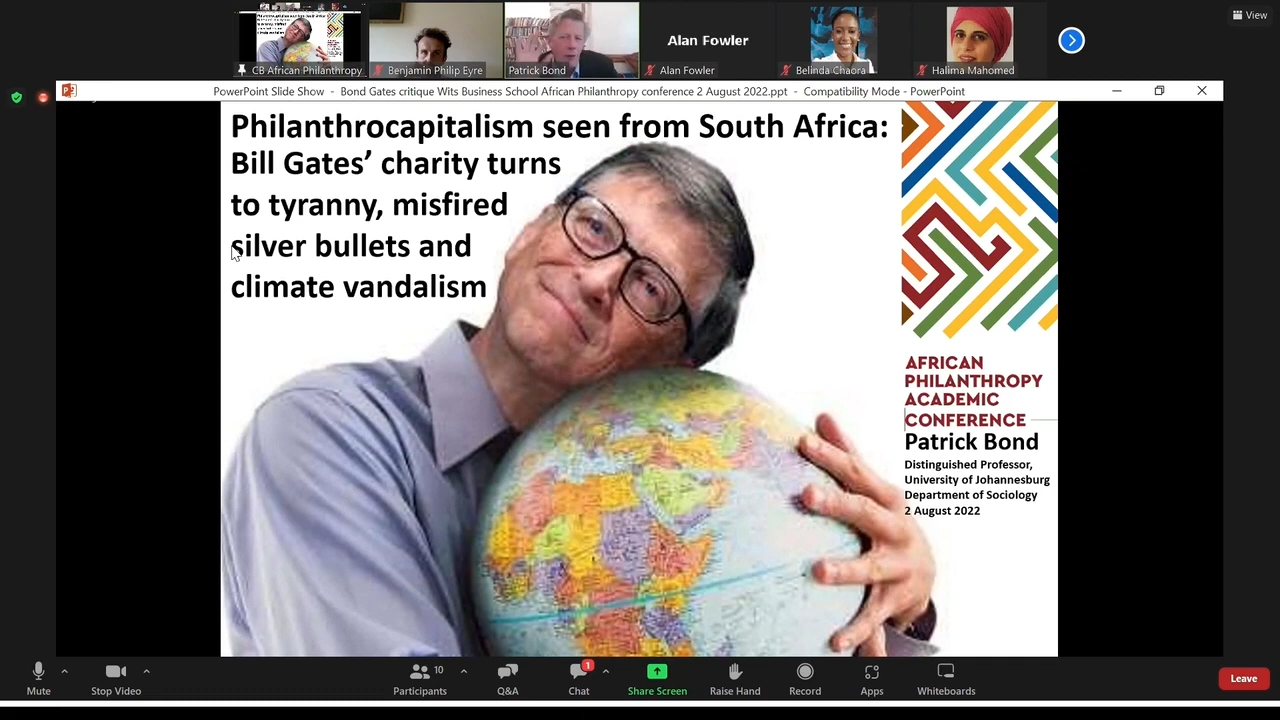 View
Alan Fowler
CB African Philanthropy
Benjamin Philip Eyre
Patrick Bond
Alan Fowler
Belinda Chaora
Halima Mahomed
PowerPoint Slide Show - Bond Gates critique Wits Business School African Philanthropy conference 2 August 2022.ppt - Compatibility Mode - PowerPoint
Philanthrocapitalism seen from South Africa:
Bill Gates’ charity turns
to tyranny, misfired
silver bullets and
climate vandalism
AFRICAN
PHILANTHROPY
ACADEMIC
CONFERENCE
Patrick Bond
Distinguished Professor,
University of Johannesburg
Department of Sociology
2 August 2022
Mute
Stop Video
10
Participants
Q&A
1
Chat
Share Screen
Raise Hand
Record
Apps
Whiteboards
Leave